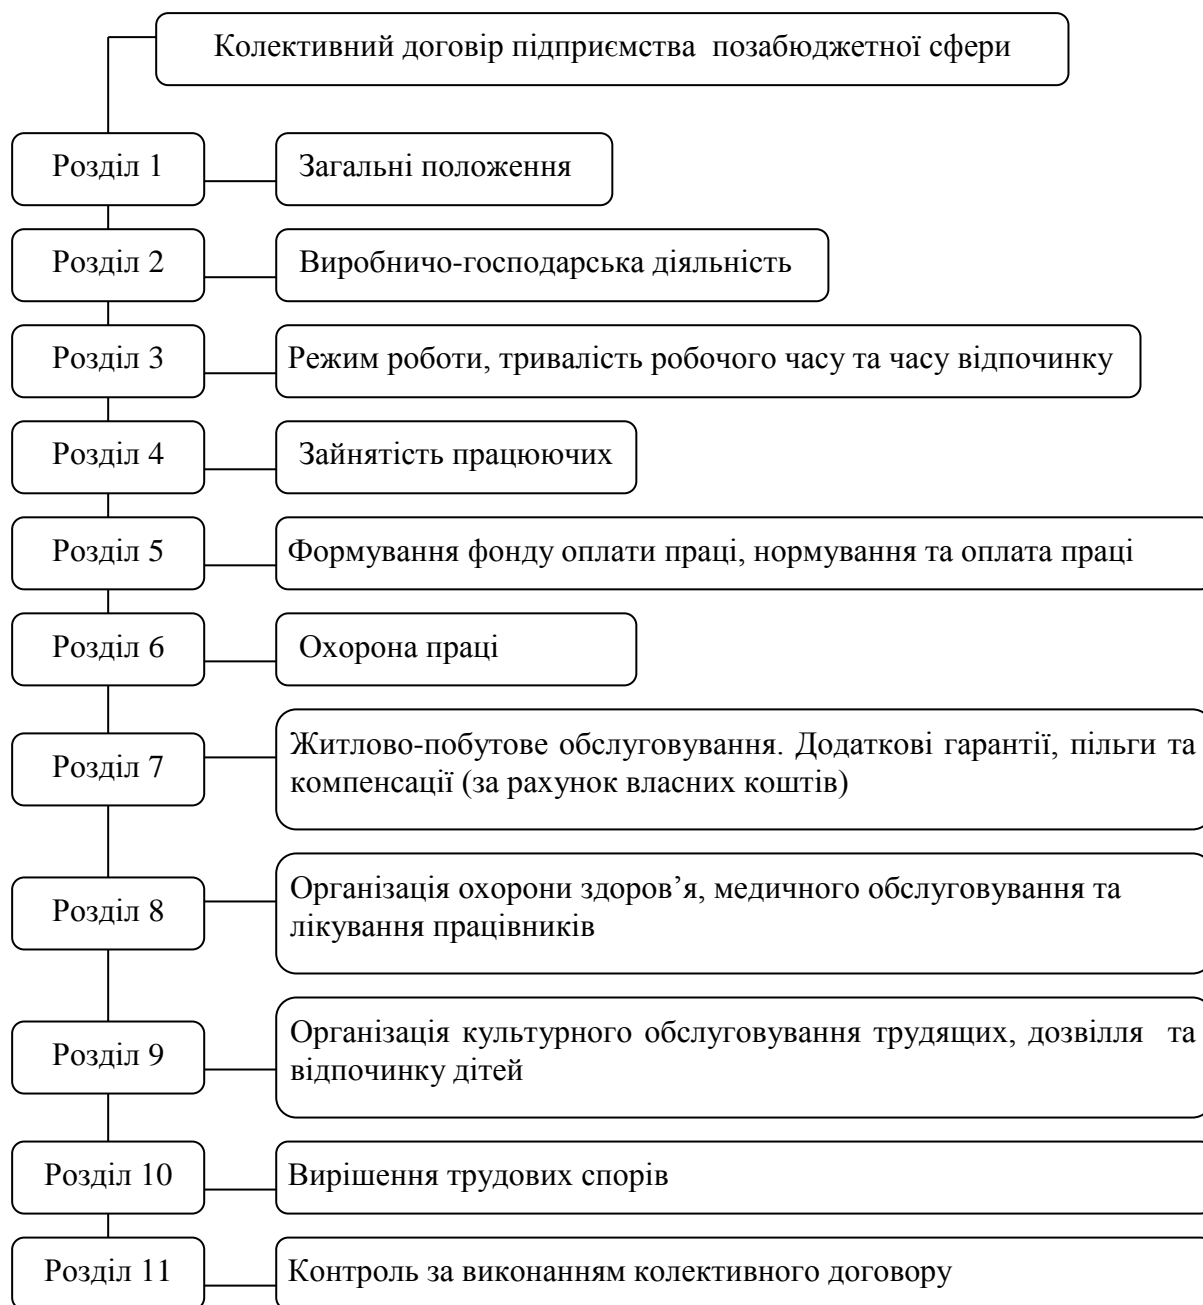 Колективний договір підприємства позабюджетної сфери
Розділ 1
Загальні положення
Розділ 2
Виробничо-господарська діяльність
Розділ 3
Режим роботи, тривалість робочого часу та часу відпочинку
Розділ 4
Зайнятість працюючих
Розділ 5
Формування фонду оплати праці, нормування та оплата праці
Розділ 6
Охорона праці
Розділ 7
Житлово-побутове обслуговування. Додаткові гарантії, пільги та
компенсації (за рахунок власних коштів)
Розділ 8
Організація охорони здоров’я, медичного обслуговування та
лікування працівників
Розділ 9
Організація культурного обслуговування трудящих, дозвілля та
відпочинку дітей
Розділ 10
Вирішення трудових спорів
Розділ 11
Контроль за виконанням колективного договору